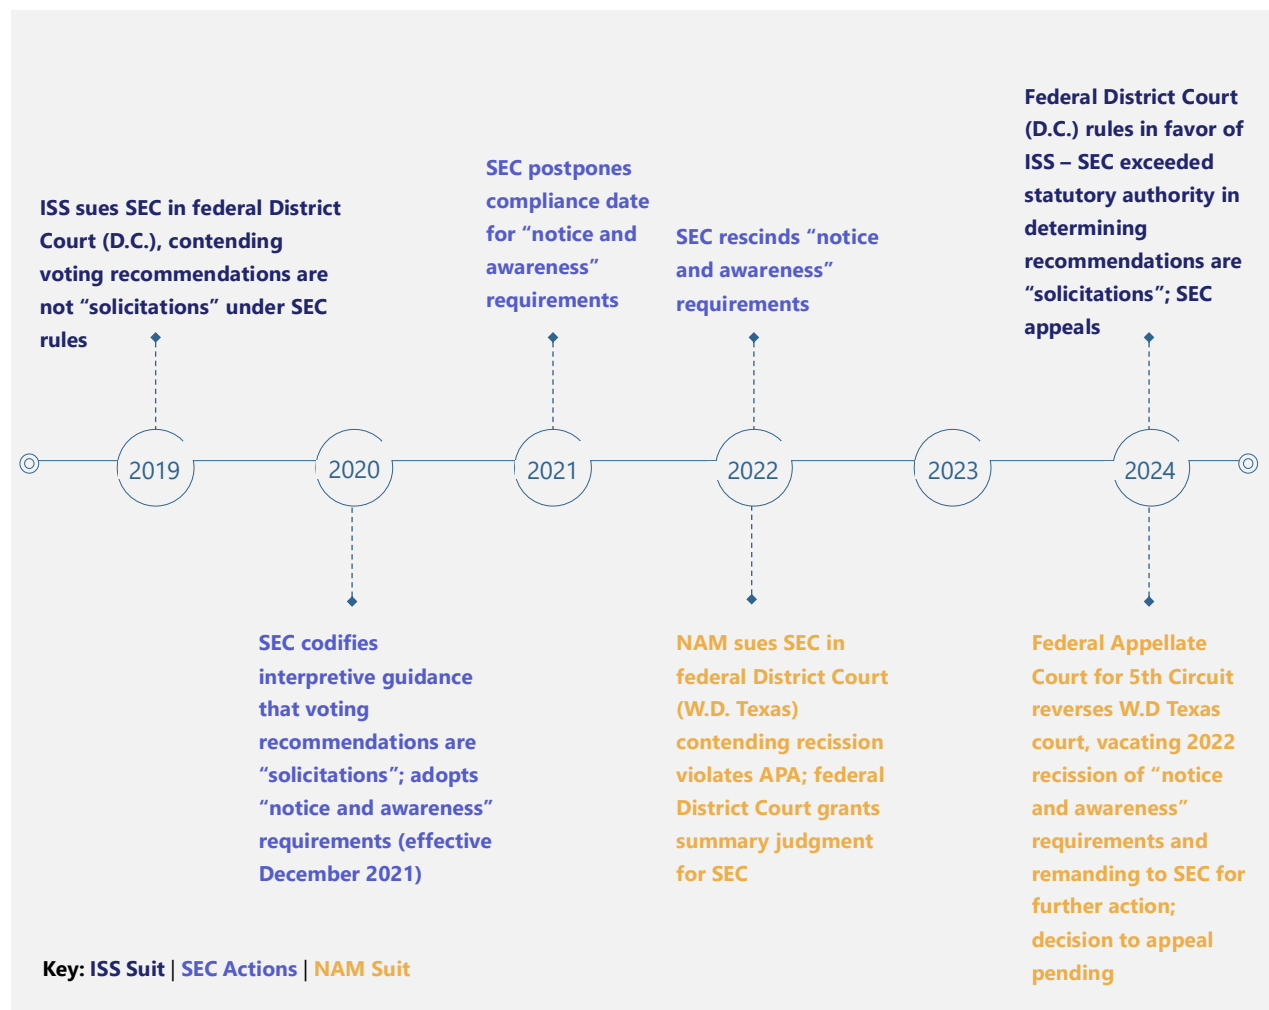 ISS sues SEC in federal District
Court (D.C.), contending
voting recommendations are
not “solicitations” under SEC
rules
SEC postpones
compliance date
for “notice and
awareness”
requirements
SEC rescinds “notice
and awareness”
requirements
Federal District Court
(D.C.) rules in favor of
ISS – SEC exceeded
statutory authority in
determining
recommendations are
“solicitations”; SEC
appeals
2019
2020
2021
2022
2023
2024
SEC codifies
interpretive guidance
that voting
recommendations are
“solicitations”; adopts
“notice and awareness”
requirements (effective
December 2021)
NAM sues SEC in
federal District Court
(W.D. Texas)
contending recission
violates APA; federal
District Court grants
summary judgment
for SEC
Federal Appellate
Court for 5th Circuit
reverses W.D Texas
court, vacating 2022
recission of “notice
and awareness”
requirements and
remanding to SEC for
further action;
decision to appeal
pending
Key: ISS Suit | SEC Actions | NAM Suit